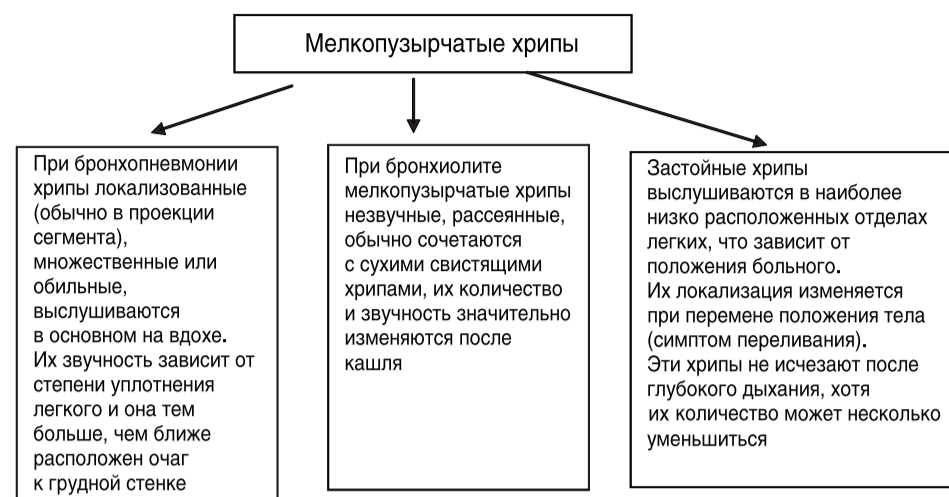 Мелкопузырчатые хрипы
При бронхопневмонии
хрипы локализованные
(обычно в проекции
сегмента),
множественные или
обильные,
выслушиваются
в основном на вдохе.
Их звучность зависит от
степени уплотнения
легкого и она тем
больше, чем ближе
расположен очаг
к грудной стенке
При бронхиолите
мелкопузырчатые хрипы
незвучные, рассеянные,
обычно сочетаются
с сухими свистящими
хрипами, их количество
и звучность значительно
изменяются после
кашля
Застойные хрипы
выслушиваются в наиболее
низко расположенных отделах
легких, что зависит от
положения больного.
Их локализация изменяется
при перемене положения тела
(симптом переливания).
Эти хрипы не исчезают после
глубокого дыхания, хотя
их количество может несколько
уменьшиться